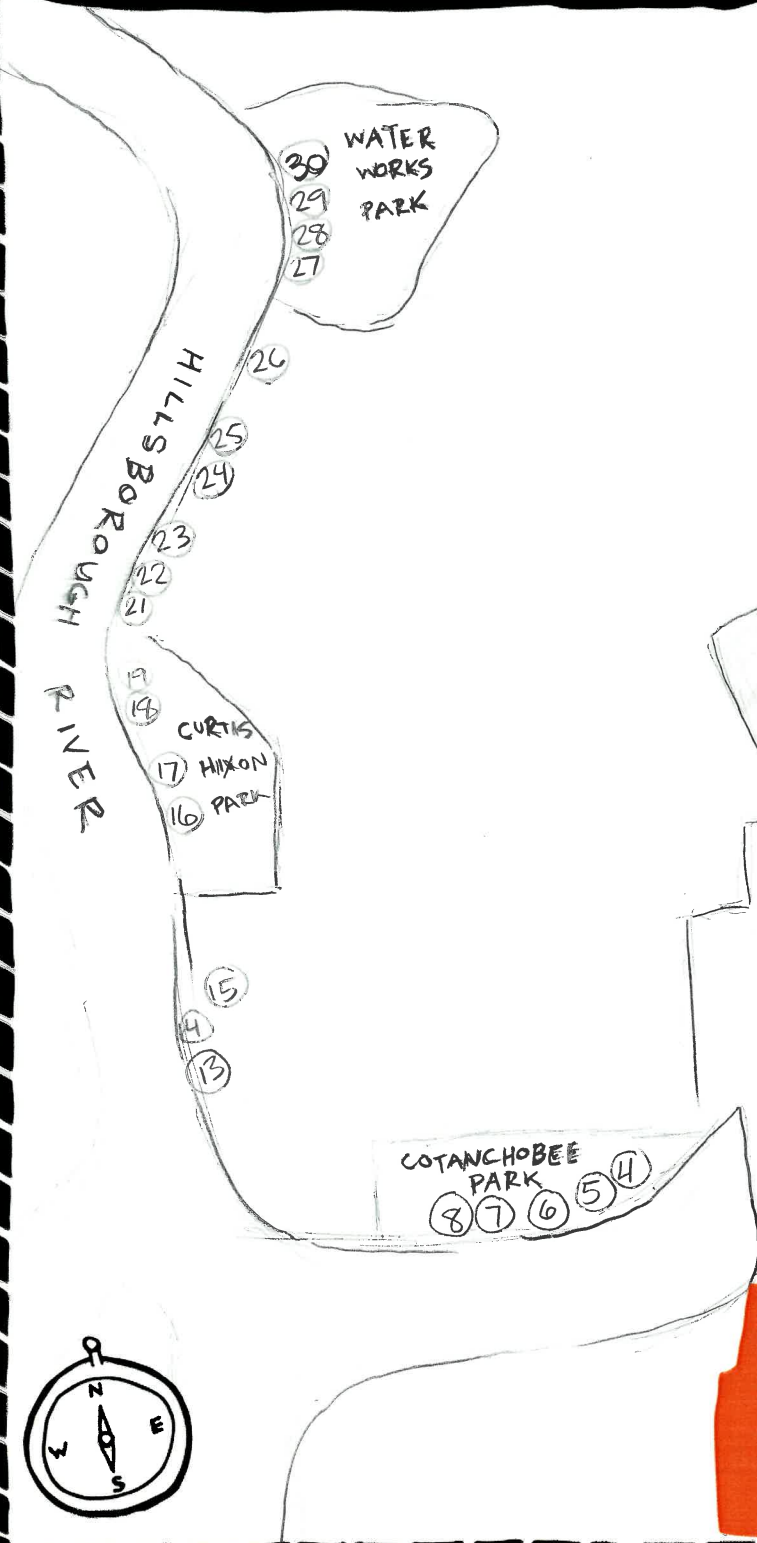 WATER
WORKS
PARK
30
29
28
27
26
25
24
23
22
21
HILLSBOROUGH RIVER
19
18
17
16
CURTIS
HIXON
PARK
15
14
13
COTANCHOBEE
PARK
8 7 6 5 4
N
W E
S